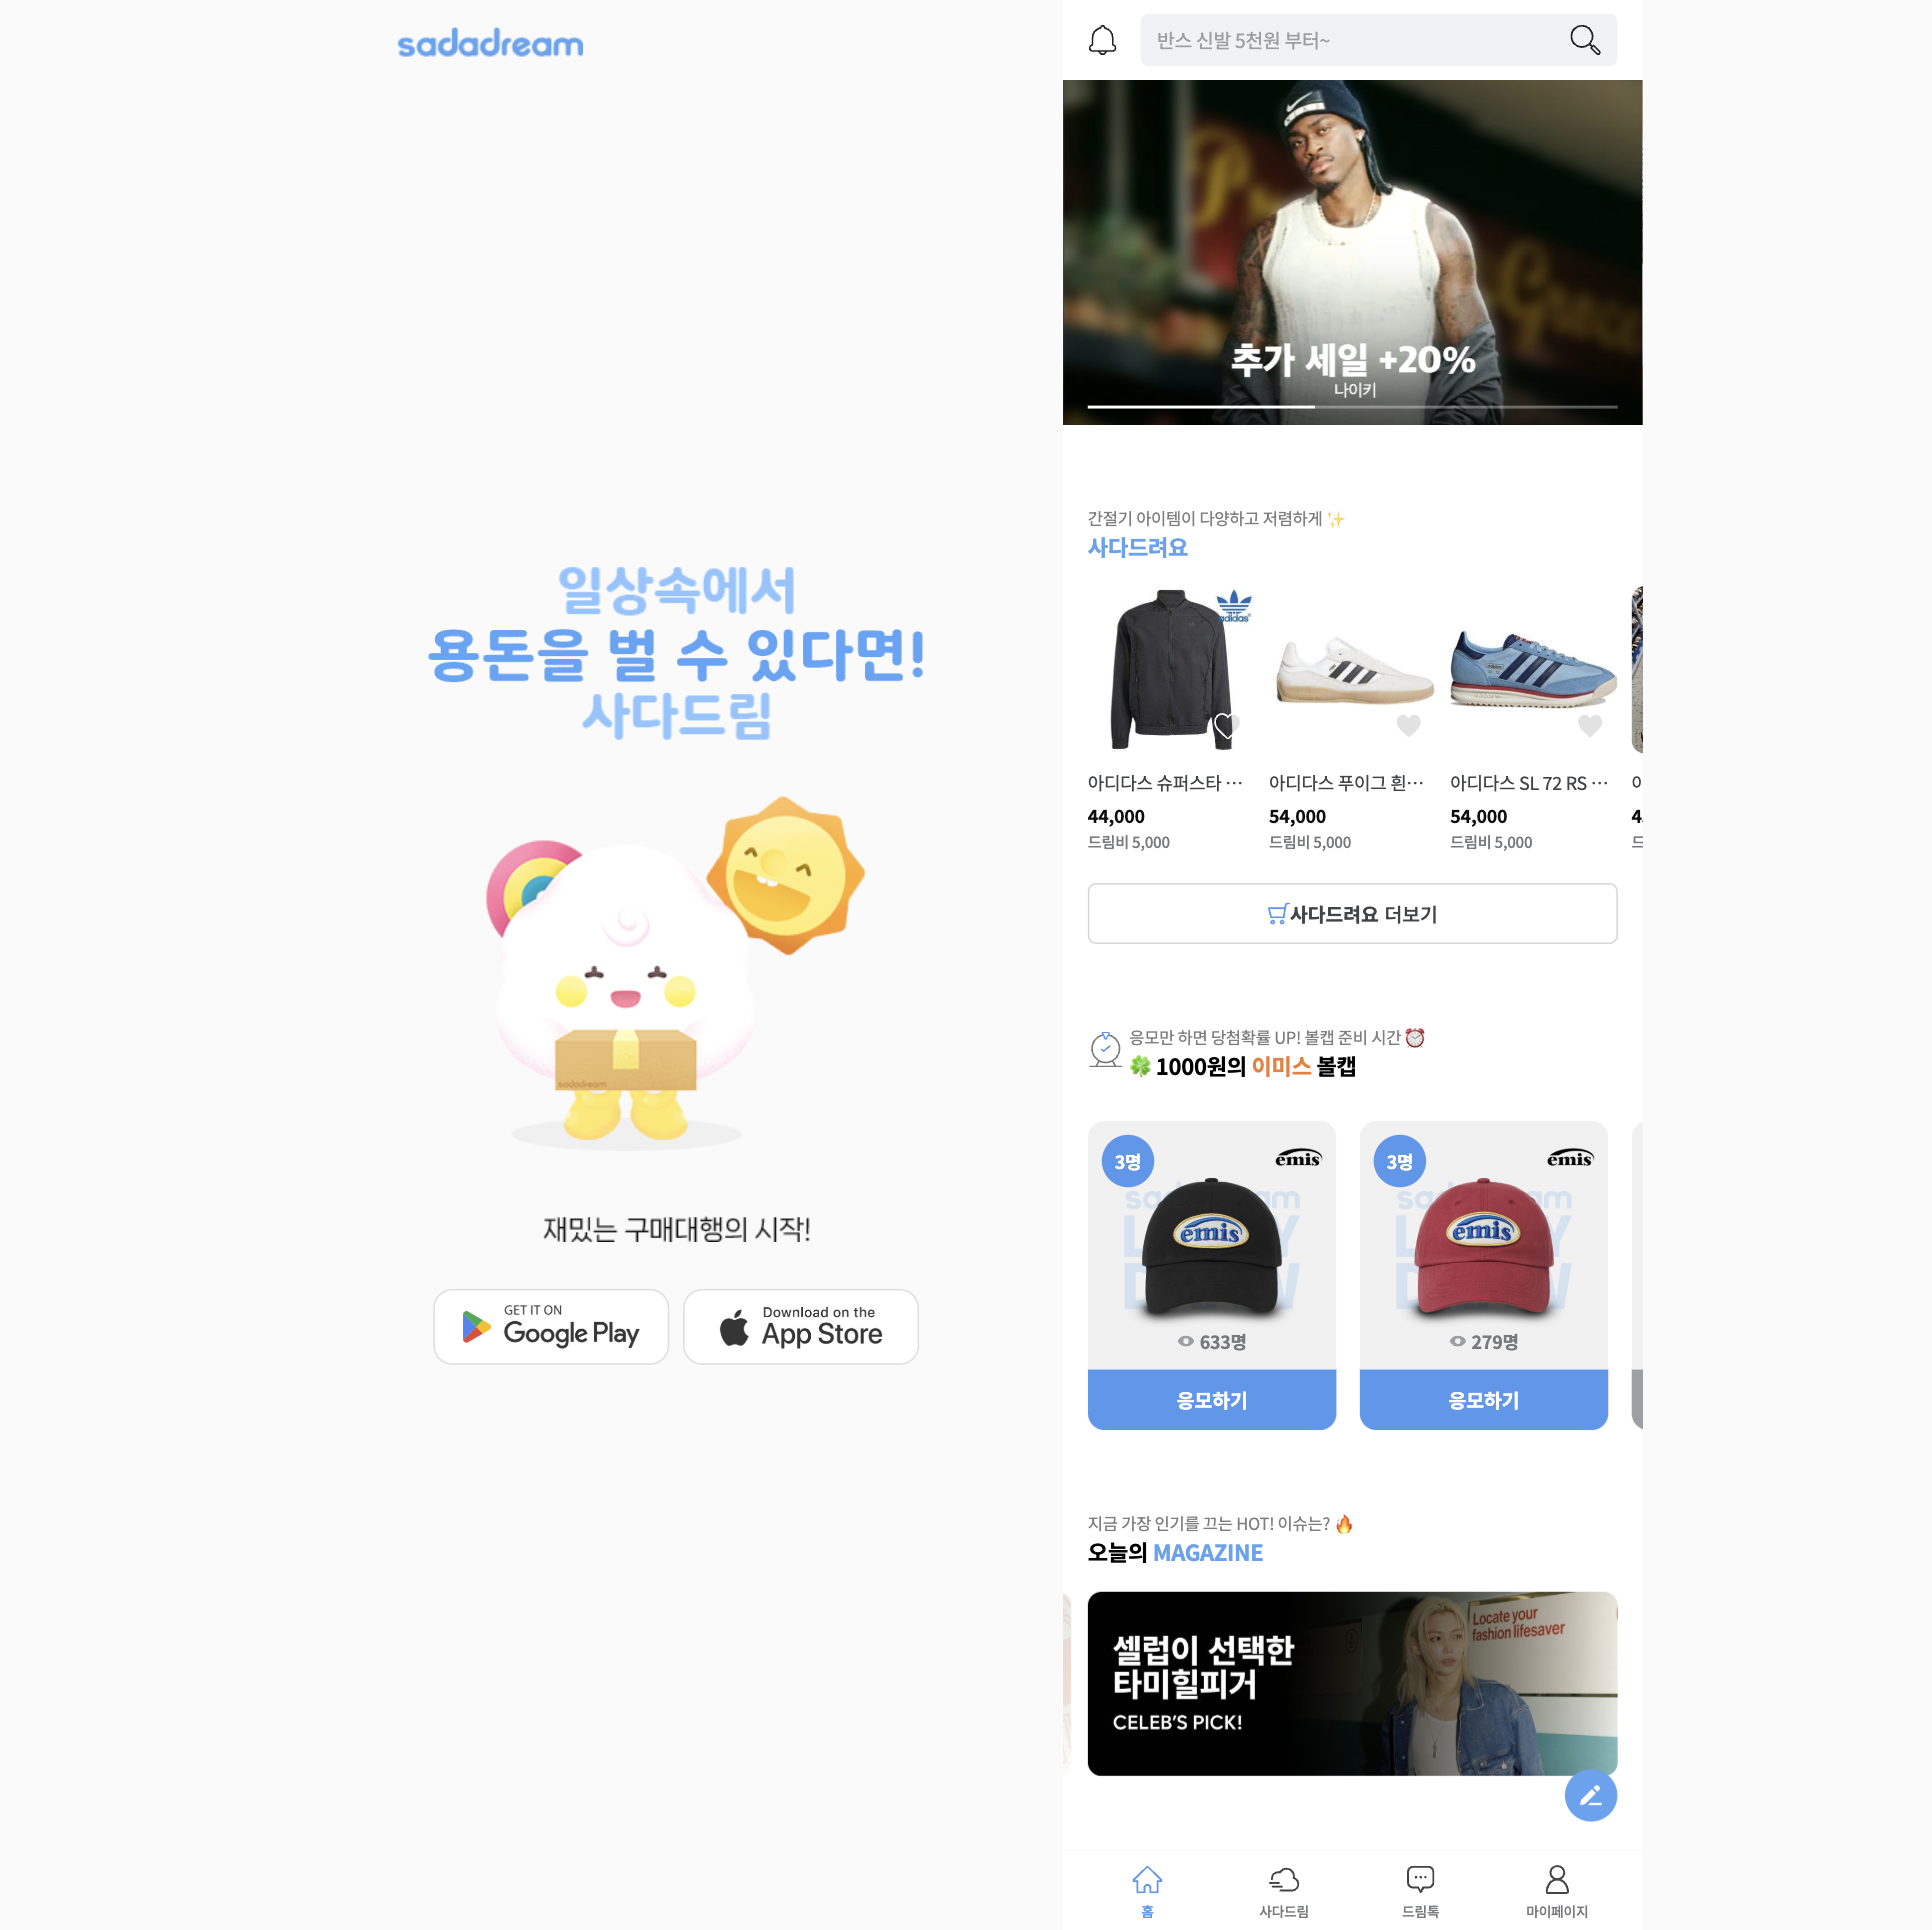 sadadream
일상속에서
용돈을 벌 수 있다면!
사다드림
sadadream
재밌는 구매대행의 시작!
GET IT ON
Google Play
Download on the
App Store
반스 신발 5천원 부터~
추가 세일 +20%
나이키
간절기 아이템이 다양하고 저렴하게 ✨
사다드려요
adidas
아디다스 슈퍼스타 ···
44,000
드림비 5,000
아디다스 푸이그 흰···
54,000
드림비 5,000
아디다스 SL 72 RS ···
54,000
드림비 5,000
사다드려요 더보기
응모만 하면 당첨확률 UP! 볼캡 준비 시간 ⏰
🍀 1000원의 이미스 볼캡
3명
emis
emis
633명
응모하기
3명
emis
emis
279명
응모하기
지금 가장 인기를 끄는 HOT! 이슈는? 🔥
오늘의 MAGAZINE
셀럽이 선택한
타미힐피거
CELEB'S PICK!
Locate your
fashion lifesaver
홈
사다드림
드림톡
마이페이지